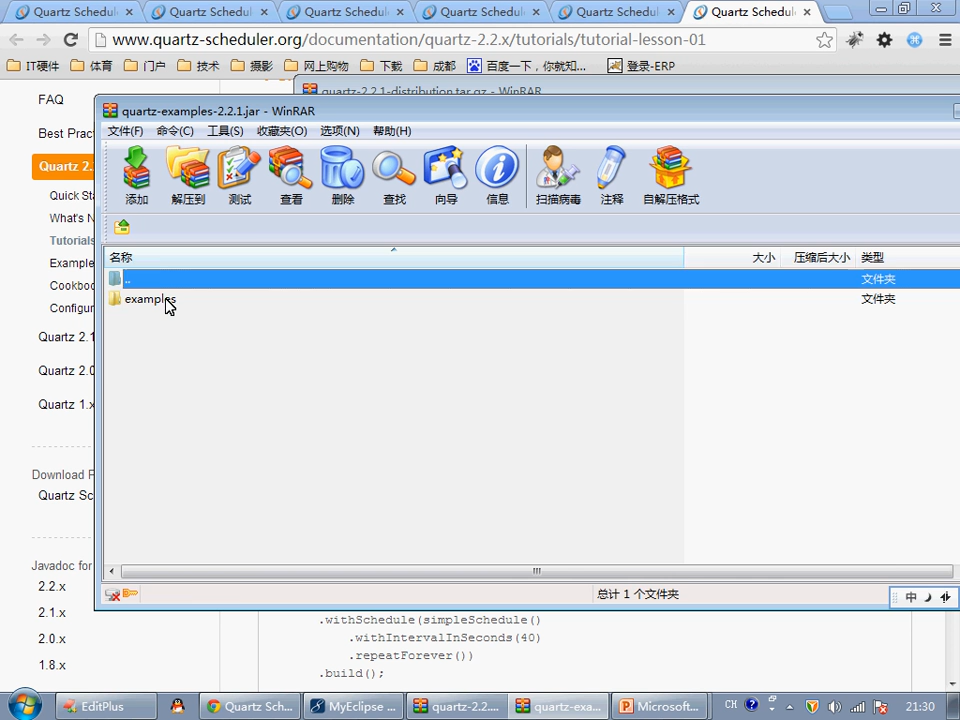 Quartz Schedul
Quartz Schedul
Quartz Schedul
Quartz Schedul
Quartz Schedul
Quartz Schedul
www.quartz-scheduler.org/documentation/quartz-2.2.x/tutorials/tutorial-lesson-01
IT硬件 体育 门户 技术 摄影 网上购物 下载 成都 百度一下，你就知... 登录-ERP
FAQ
quartz-2.2.1-distribution.tar.gz - WinRAR
quartz-examples-2.2.1.jar - WinRAR
文件(F) 命令(C) 工具(S) 收藏夹(O) 选项(N) 帮助(H)
添加 解压到 测试 查看 删除 查找 向导 信息 扫描病毒 注释 自解压格式
名称 大小 压缩后大小 类型
.. 文件夹
examples 文件夹
总计 1 个文件夹
中
Best Pract
Quartz 2.
Quick Sta
What's N
Tutorials
Example
Cookboo
Configur
Quartz 2.1
Quartz 2.0
Quartz 1.x
Download F
Quartz Sc
Javadoc for
2.2.x
2.1.x
2.0.x
1.8.x
.withSchedule(simpleSchedule()
.withIntervalInSeconds(40)
.repeatForever())
.build();
EditPlus
Quartz Sch...
MyEclipse ...
quartz-2.2....
quartz-exa...
Microsoft...
CH
21:30